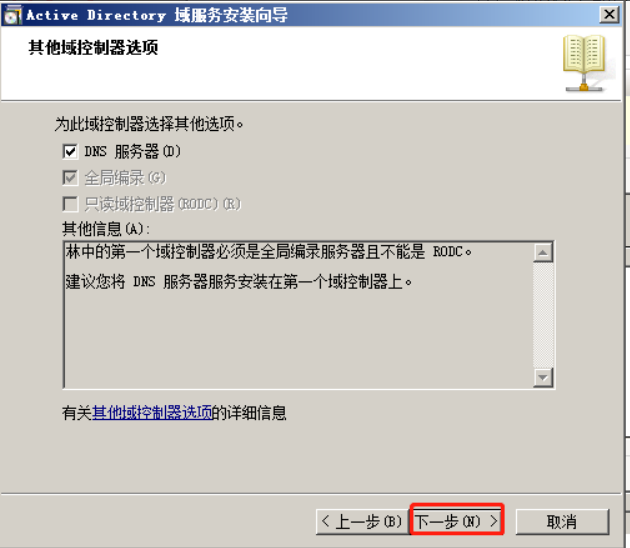 Active Directory 域服务安装向导
其他域控制器选项
为此域控制器选择其他选项。
DNS 服务器(D)
全局编录(G)
只读域控制器(RODC)(R)
其他信息(A):
林中的第一个域控制器必须是全局编录服务器且不能是 RODC。
建议您将 DNS 服务器服务安装在第一个域控制器上。
有关其他域控制器选项的详细信息
< 上一步(B) 下一步(N) > 取消